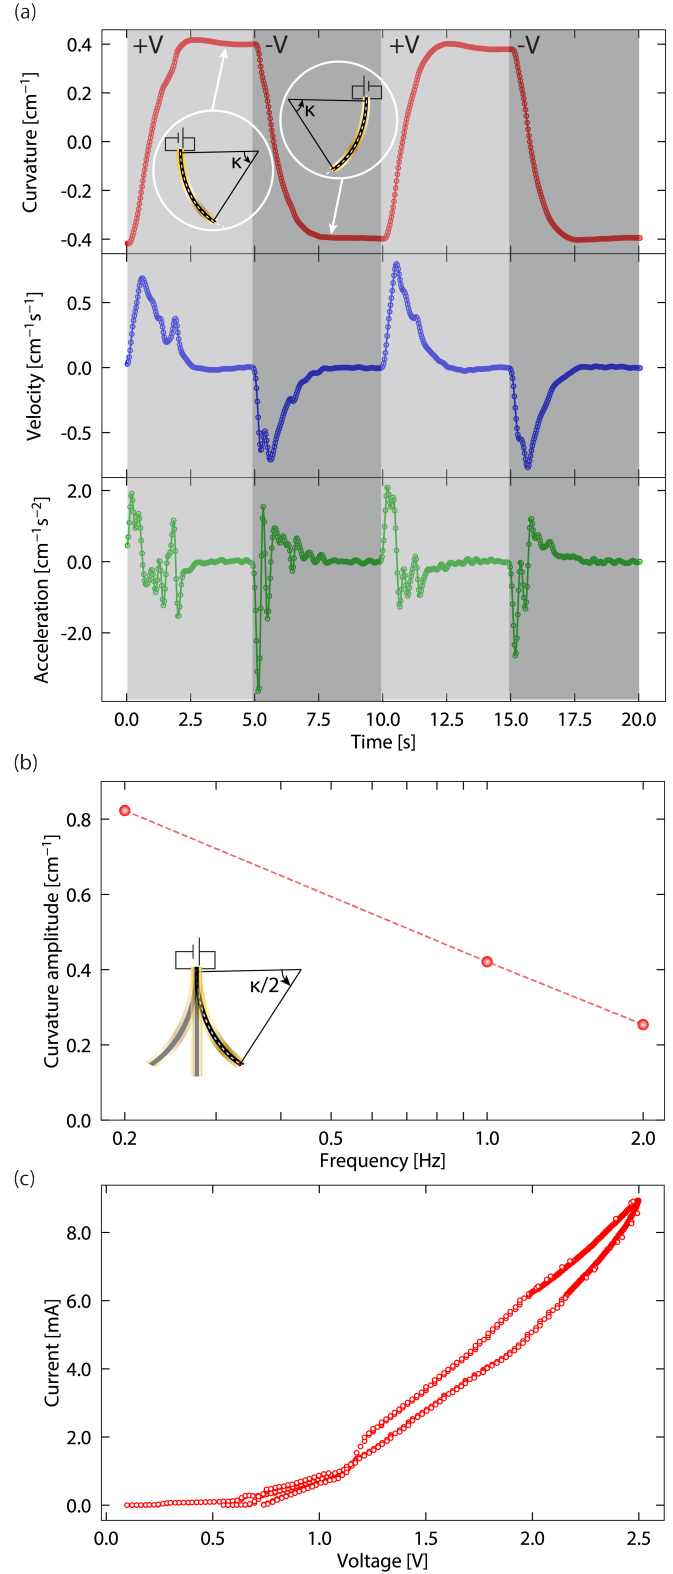 (a)
+V -V +V -V
Curvature [cm⁻¹]
0.4
0.2
0.0
-0.2
-0.4
κ
κ
Velocity [cm⁻¹s⁻¹]
0.5
0.0
-0.5
Acceleration [cm⁻¹s⁻²]
2.0
0.0
-2.0
0.0 2.5 5.0 7.5 10.0 12.5 15.0 17.5 20.0
Time [s]
(b)
Curvature amplitude [cm⁻¹]
0.8
0.6
0.4
0.2
0.0
κ/2
0.2 0.5 1.0 2.0
Frequency [Hz]
(c)
Current [mA]
8.0
6.0
4.0
2.0
0.0
0.0 0.5 1.0 1.5 2.0 2.5
Voltage [V]